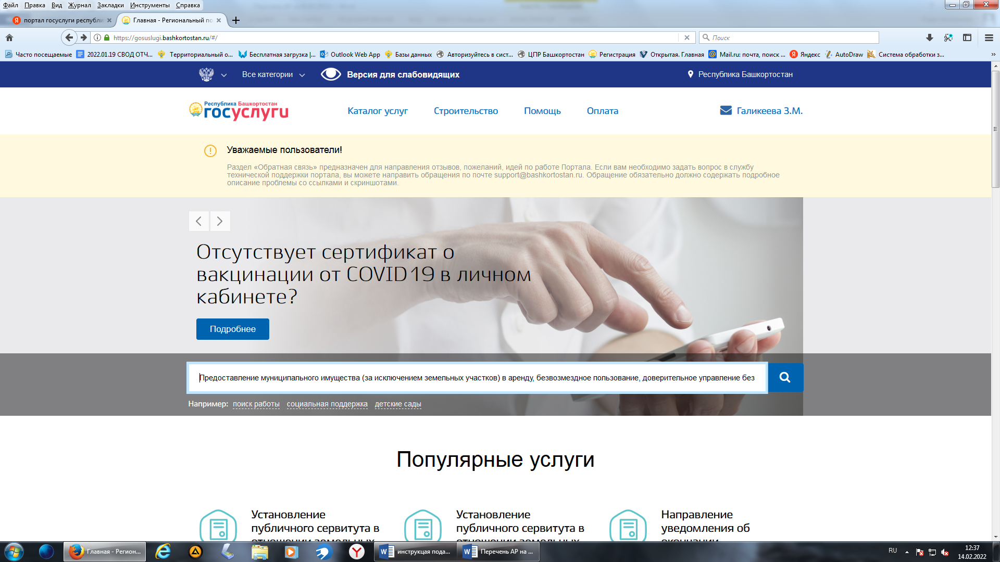 Файл Правка Вид Журнал Закладки Инструменты Справка
портал госуслуги республи
Главная - Региональный по
https://gosuslugi.bashkortostan.ru/#/
Поиск
Часто посещаемые 2022.01.19 СВОД ОТЧ... Территориальный о... Бесплатная загрузка |... Outlook Web App Базы данных Авторизуйтесь в сист... ЦПР Башкортостан Регистрация Открытая. Главная Mail.ru: почта, поиск ... Яндекс AutoDraw Система обработки з... »
Все категории Версия для слабовидящих Республика Башкортостан
Республика Башкортостан
госуслуги
Каталог услуг Строительство Помощь Оплата Галикеева З.М.
Уважаемые пользователи!
Раздел «Обратная связь» предназначен для направления отзывов, пожеланий, идей по работе Портала. Если вам необходимо задать вопрос в службу
технической поддержки портала, вы можете направить обращения по почте support@bashkortostan.ru. Обращение обязательно должно содержать подробное
описание проблемы со ссылками и скриншотами.
Отсутствует сертификат о
вакцинации от COVID19 в личном
кабинете?
Подробнее
Предоставление муниципального имущества (за исключением земельных участков) в аренду, безвозмездное пользование, доверительное управление без
Например: поиск работы социальная поддержка детские сады
Популярные услуги
Установление
публичного сервитута в
отношении земельных
Установление
публичного сервитута в
отношении земельных
Направление
уведомления об
окончании
Главная - Регион...
инструкцая пода...
Перечень АР на ...
RU
12:37
14.02.2022